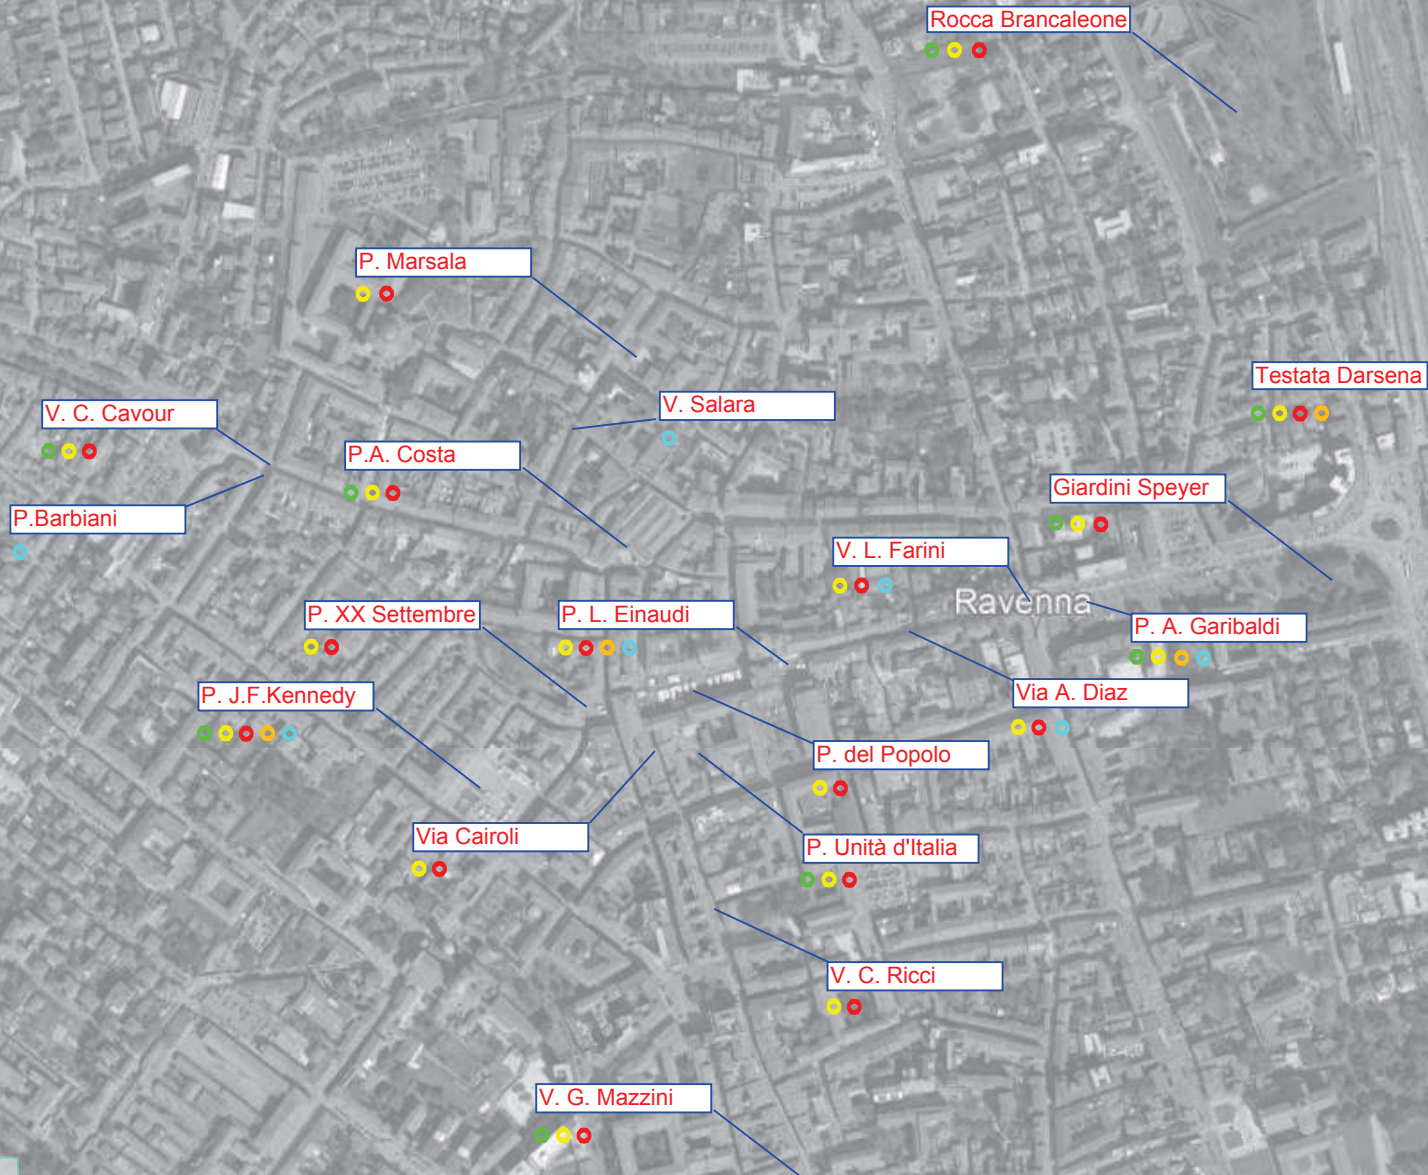 Rocca Brancaleone
P. Marsala
Testata Darsena
V. Salara
V. C. Cavour
P.A. Costa
Giardini Speyer
P.Barbiani
V. L. Farini
Ravenna
P. XX Settembre
P. L. Einaudi
P. A. Garibaldi
P. J.F.Kennedy
Via A. Diaz
P. del Popolo
Via Cairoli
P. Unità d'Italia
V. C. Ricci
V. G. Mazzini